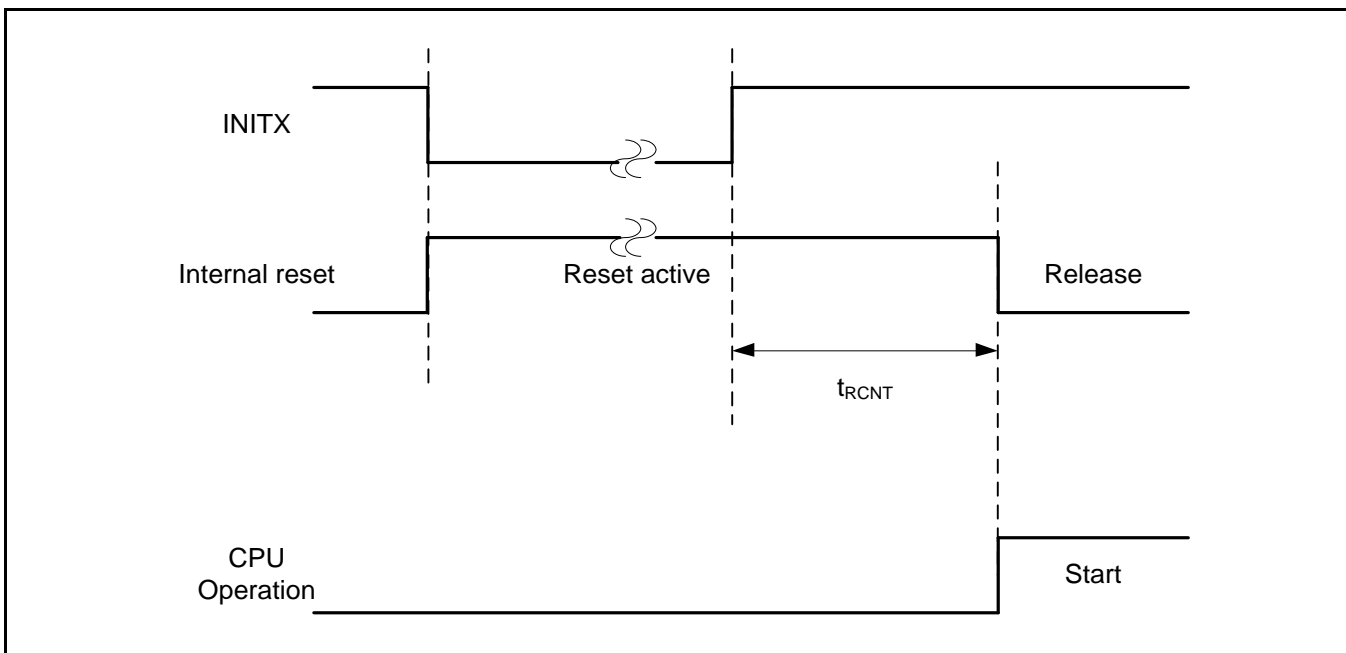 INITX
Internal reset
Reset active
Release
tRCNT
CPU
Operation
Start